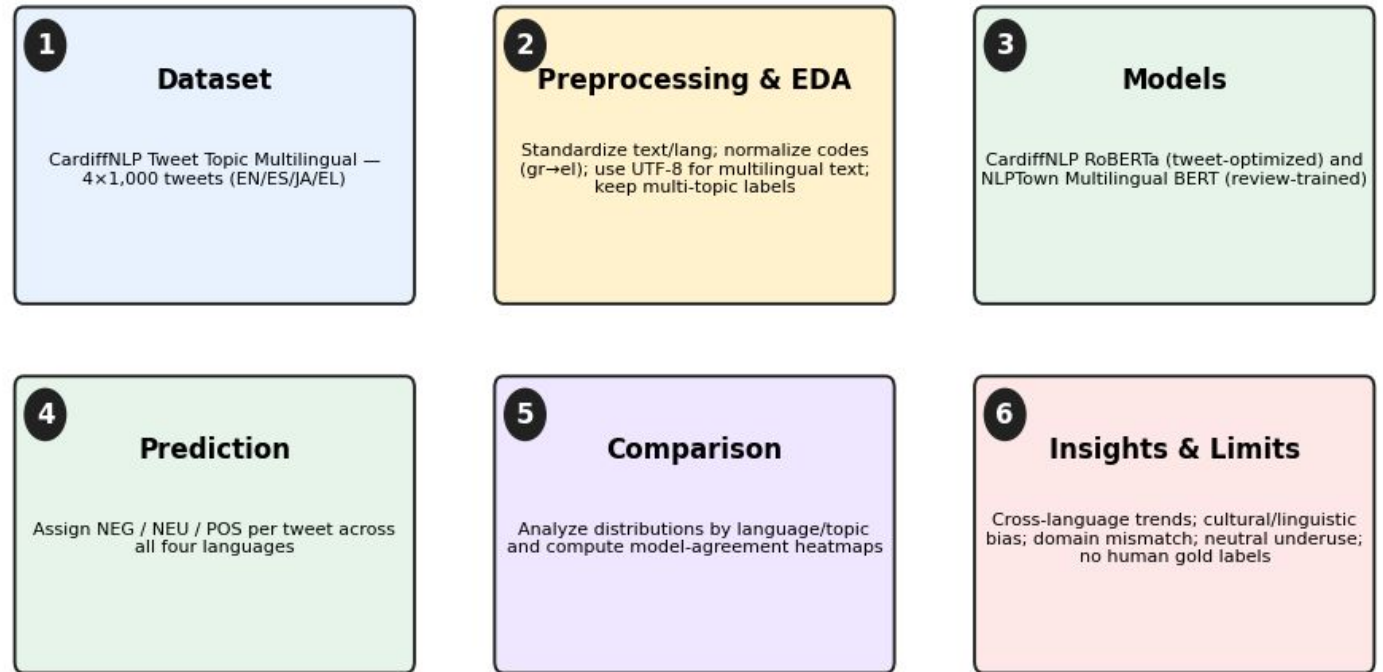 1
Dataset
CardiffNLP Tweet Topic Multilingual —
4×1,000 tweets (EN/ES/JA/EL)
2
Preprocessing & EDA
Standardize text/lang; normalize codes
(gr→el); use UTF-8 for multilingual text;
keep multi-topic labels
3
Models
CardiffNLP RoBERTa (tweet-optimized) and
NLPTown Multilingual BERT (review-trained)
4
Prediction
Assign NEG / NEU / POS per tweet across
all four languages
5
Comparison
Analyze distributions by language/topic
and compute model-agreement heatmaps
6
Insights & Limits
Cross-language trends; cultural/linguistic
bias; domain mismatch; neutral underuse;
no human gold labels